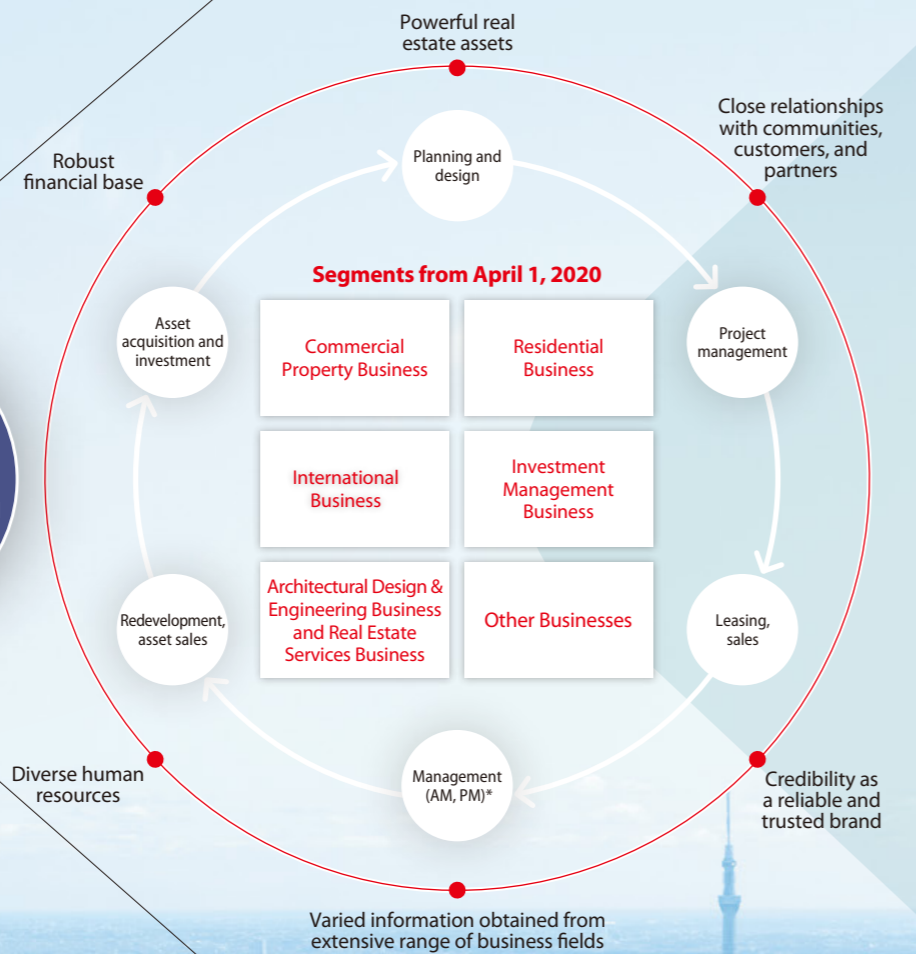 Powerful real
estate assets
Close relationships
with communities,
customers, and
partners
Robust
financial base
Planning and
design
Segments from April 1, 2020
Asset
acquisition and
investment
Commercial
Property Business
Residential
Business
Project
management
International
Business
Investment
Management
Business
Redevelopment,
asset sales
Architectural Design &
Engineering Business
and Real Estate
Services Business
Other Businesses
Leasing,
sales
Management
(AM, PM)*
Diverse human
resources
Credibility as
a reliable and
trusted brand
Varied information obtained from
extensive range of business fields